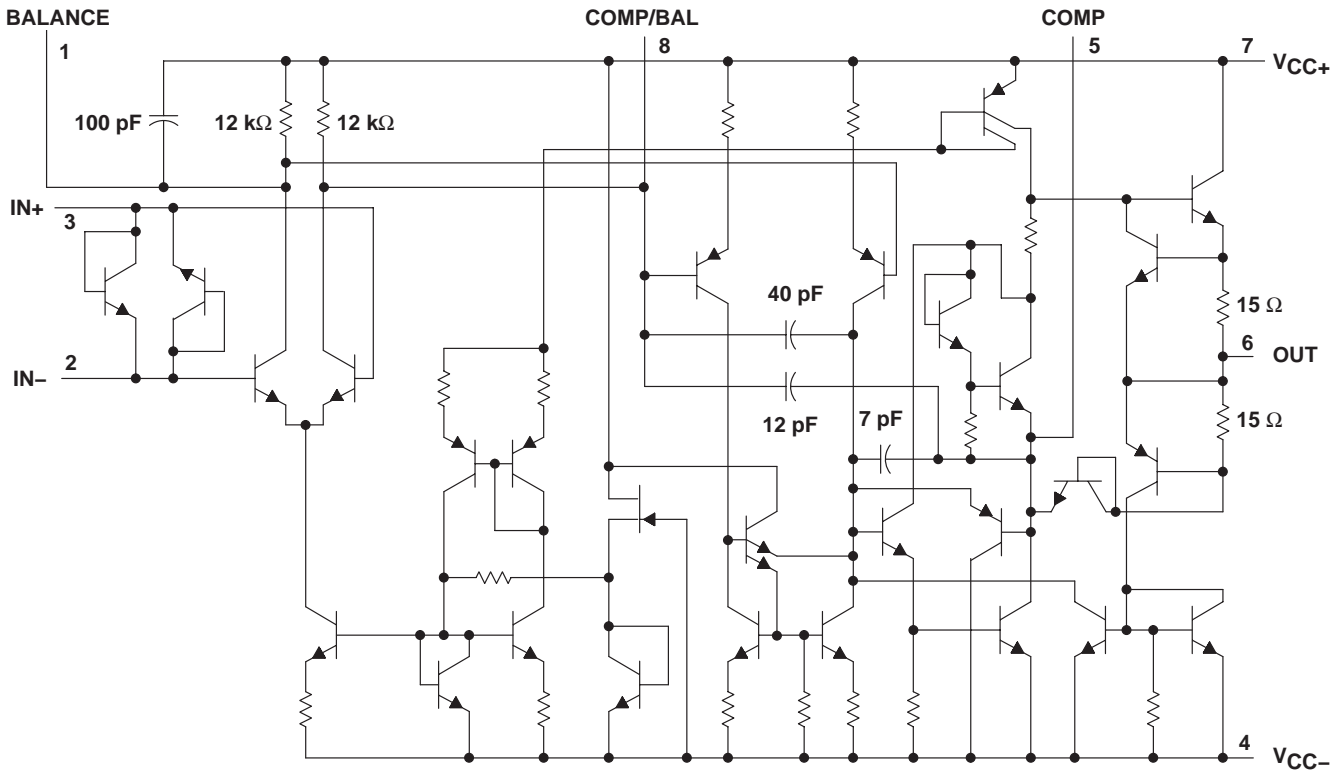 BALANCE
COMP/BAL
COMP
1
8
5
7
VCC+
100 pF
12 kΩ
12 kΩ
IN+
3
40 pF
15 Ω
6
OUT
2
IN–
12 pF
7 pF
15 Ω
4
VCC–